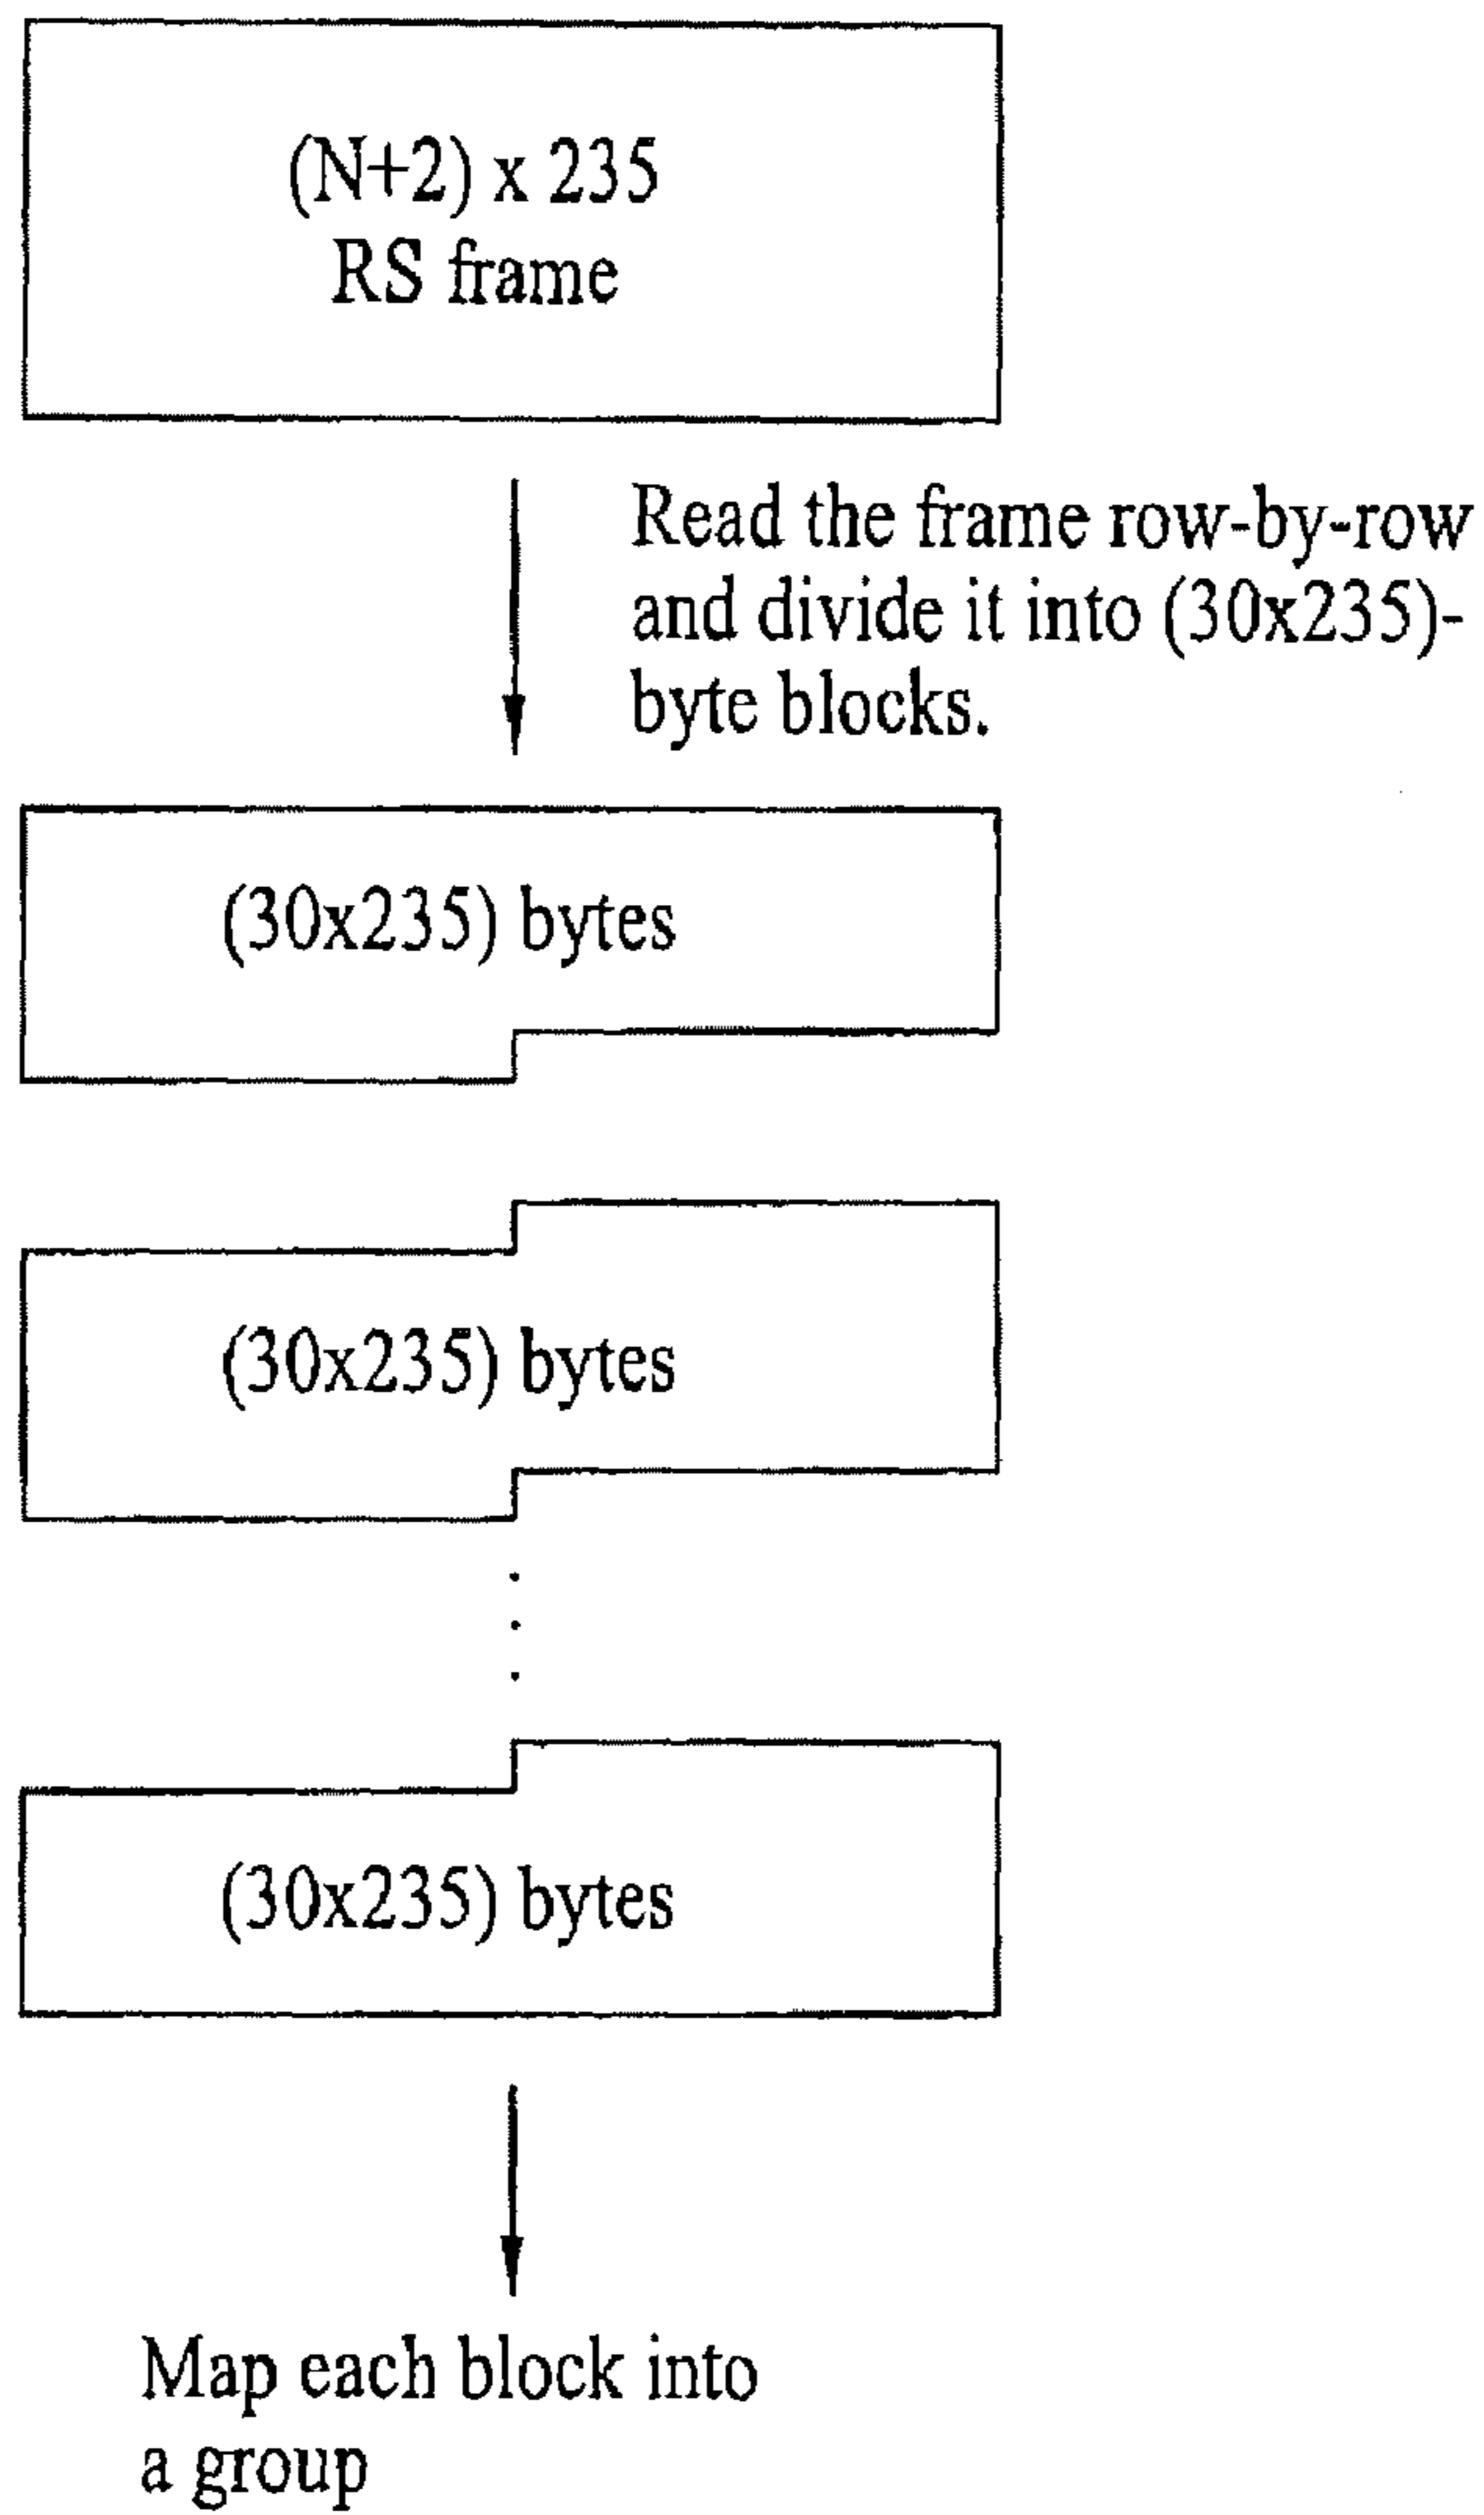 (N+2) x 235
RS frame
Read the frame row-by-row
and divide it into (30x235)-
byte blocks.
(30x235) bytes
(30x235) bytes
(30x235) bytes
Map each block into
a group